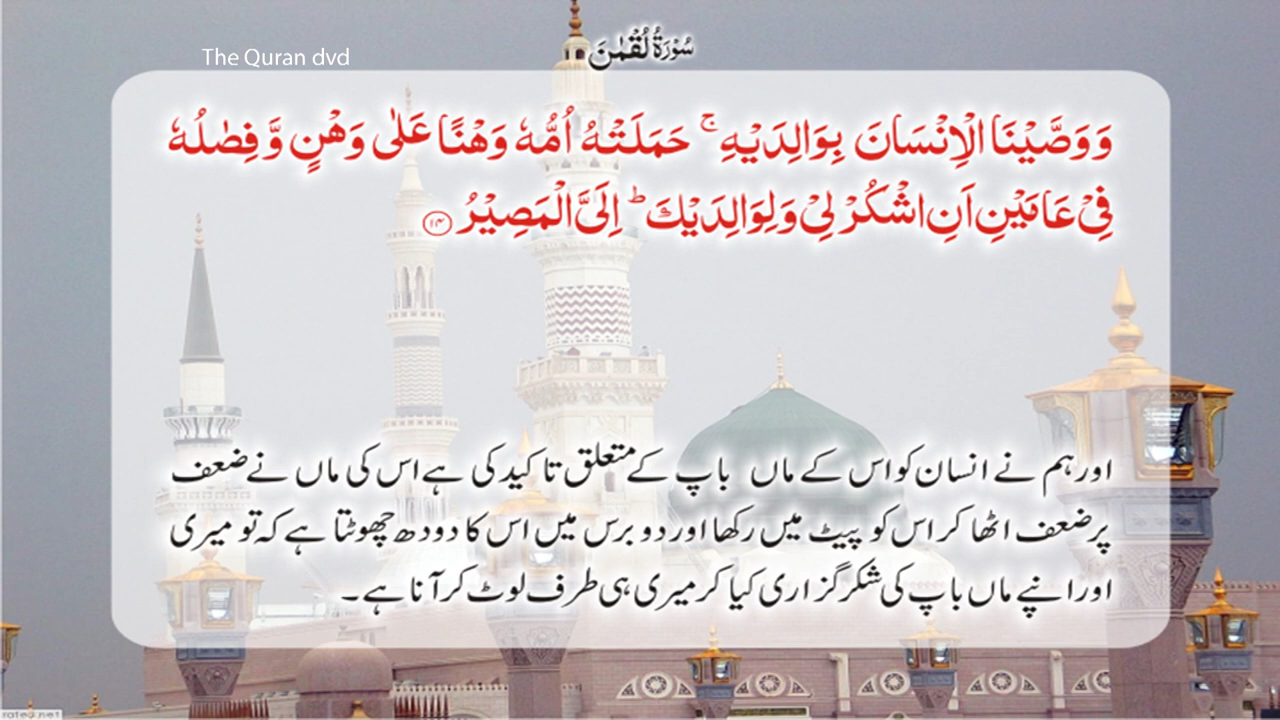 The Quran dvd
سُوْرَةُ لُقْمٰنَ
وَ وَصَّيْنَا الْاِنْسَانَ بِوَالِدَيْهِ ۚ حَمَلَتْهُ اُمُّهٗ وَهْنًا عَلٰى وَهْنٍ وَّ فِصٰلُهٗ
فِيْ عَامَيْنِ اَنِ اشْكُرْ لِيْ وَ لِوَالِدَيْكَ ؕ اِلَيَّ الْمَصِيْرُ ۱۴
اور ہم نے انسان کو اس کے ماں باپ کے متعلق تاکید کی ہے اس کی ماں نے ضعف
پر ضعف اٹھا کر اس کو پیٹ میں رکھا اور دو برس میں اس کا دودھ چھوٹتا ہے کہ تو میری
اور اپنے ماں باپ کی شکر گزاری کیا کر میری ہی طرف لوٹ کر آنا ہے۔